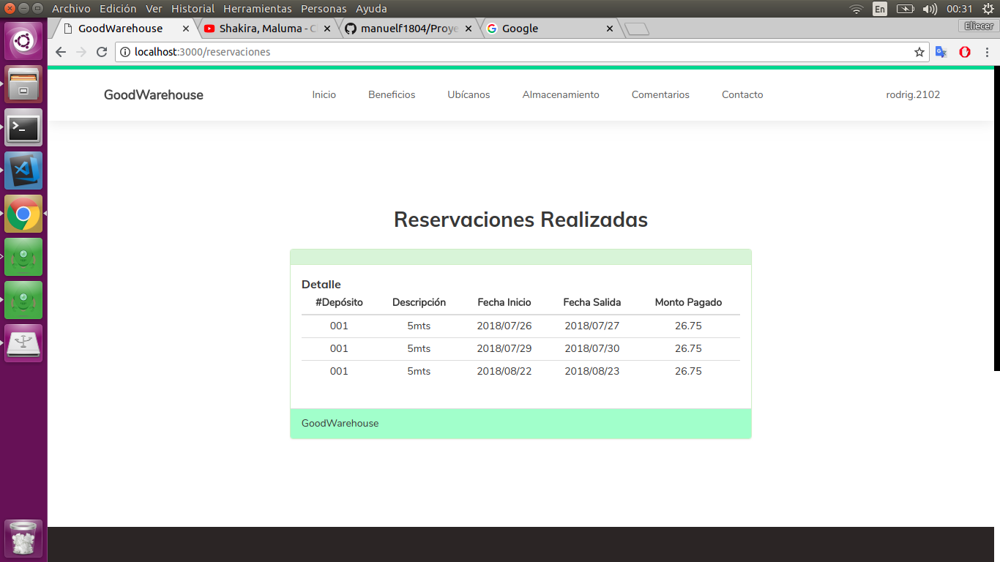 Archivo Edición Ver Historial Herramientas Personas Ayuda En 00:31
GoodWarehouse Shakira, Maluma - C manuelf1804/Proye Google Eliecer
localhost:3000/reservaciones
GoodWarehouse Inicio Beneficios Ubícanos Almacenamiento Comentarios Contacto rodrig.2102
Reservaciones Realizadas
Detalle
#Depósito Descripción Fecha Inicio Fecha Salida Monto Pagado
001 5mts 2018/07/26 2018/07/27 26.75
001 5mts 2018/07/29 2018/07/30 26.75
001 5mts 2018/08/22 2018/08/23 26.75
GoodWarehouse